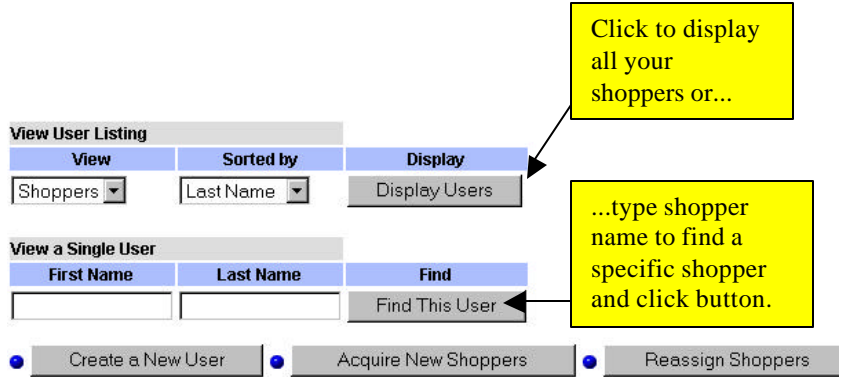 Click to display
all your
shoppers or...
View User Listing
View Sorted by Display
Shoppers Last Name Display Users
...type shopper
name to find a
specific shopper
and click button.
View a Single User
First Name Last Name Find
Find This User
Create a New User Acquire New Shoppers Reassign Shoppers